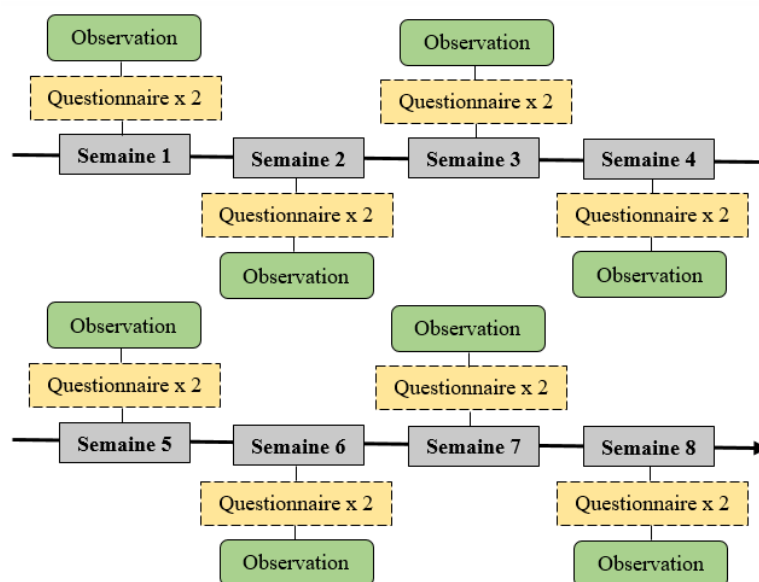 Observation
Observation
Questionnaire x 2
Questionnaire x 2
Semaine 1
Semaine 2
Semaine 3
Semaine 4
Questionnaire x 2
Questionnaire x 2
Observation
Observation
Observation
Observation
Questionnaire x 2
Questionnaire x 2
Semaine 5
Semaine 6
Semaine 7
Semaine 8
Questionnaire x 2
Questionnaire x 2
Observation
Observation